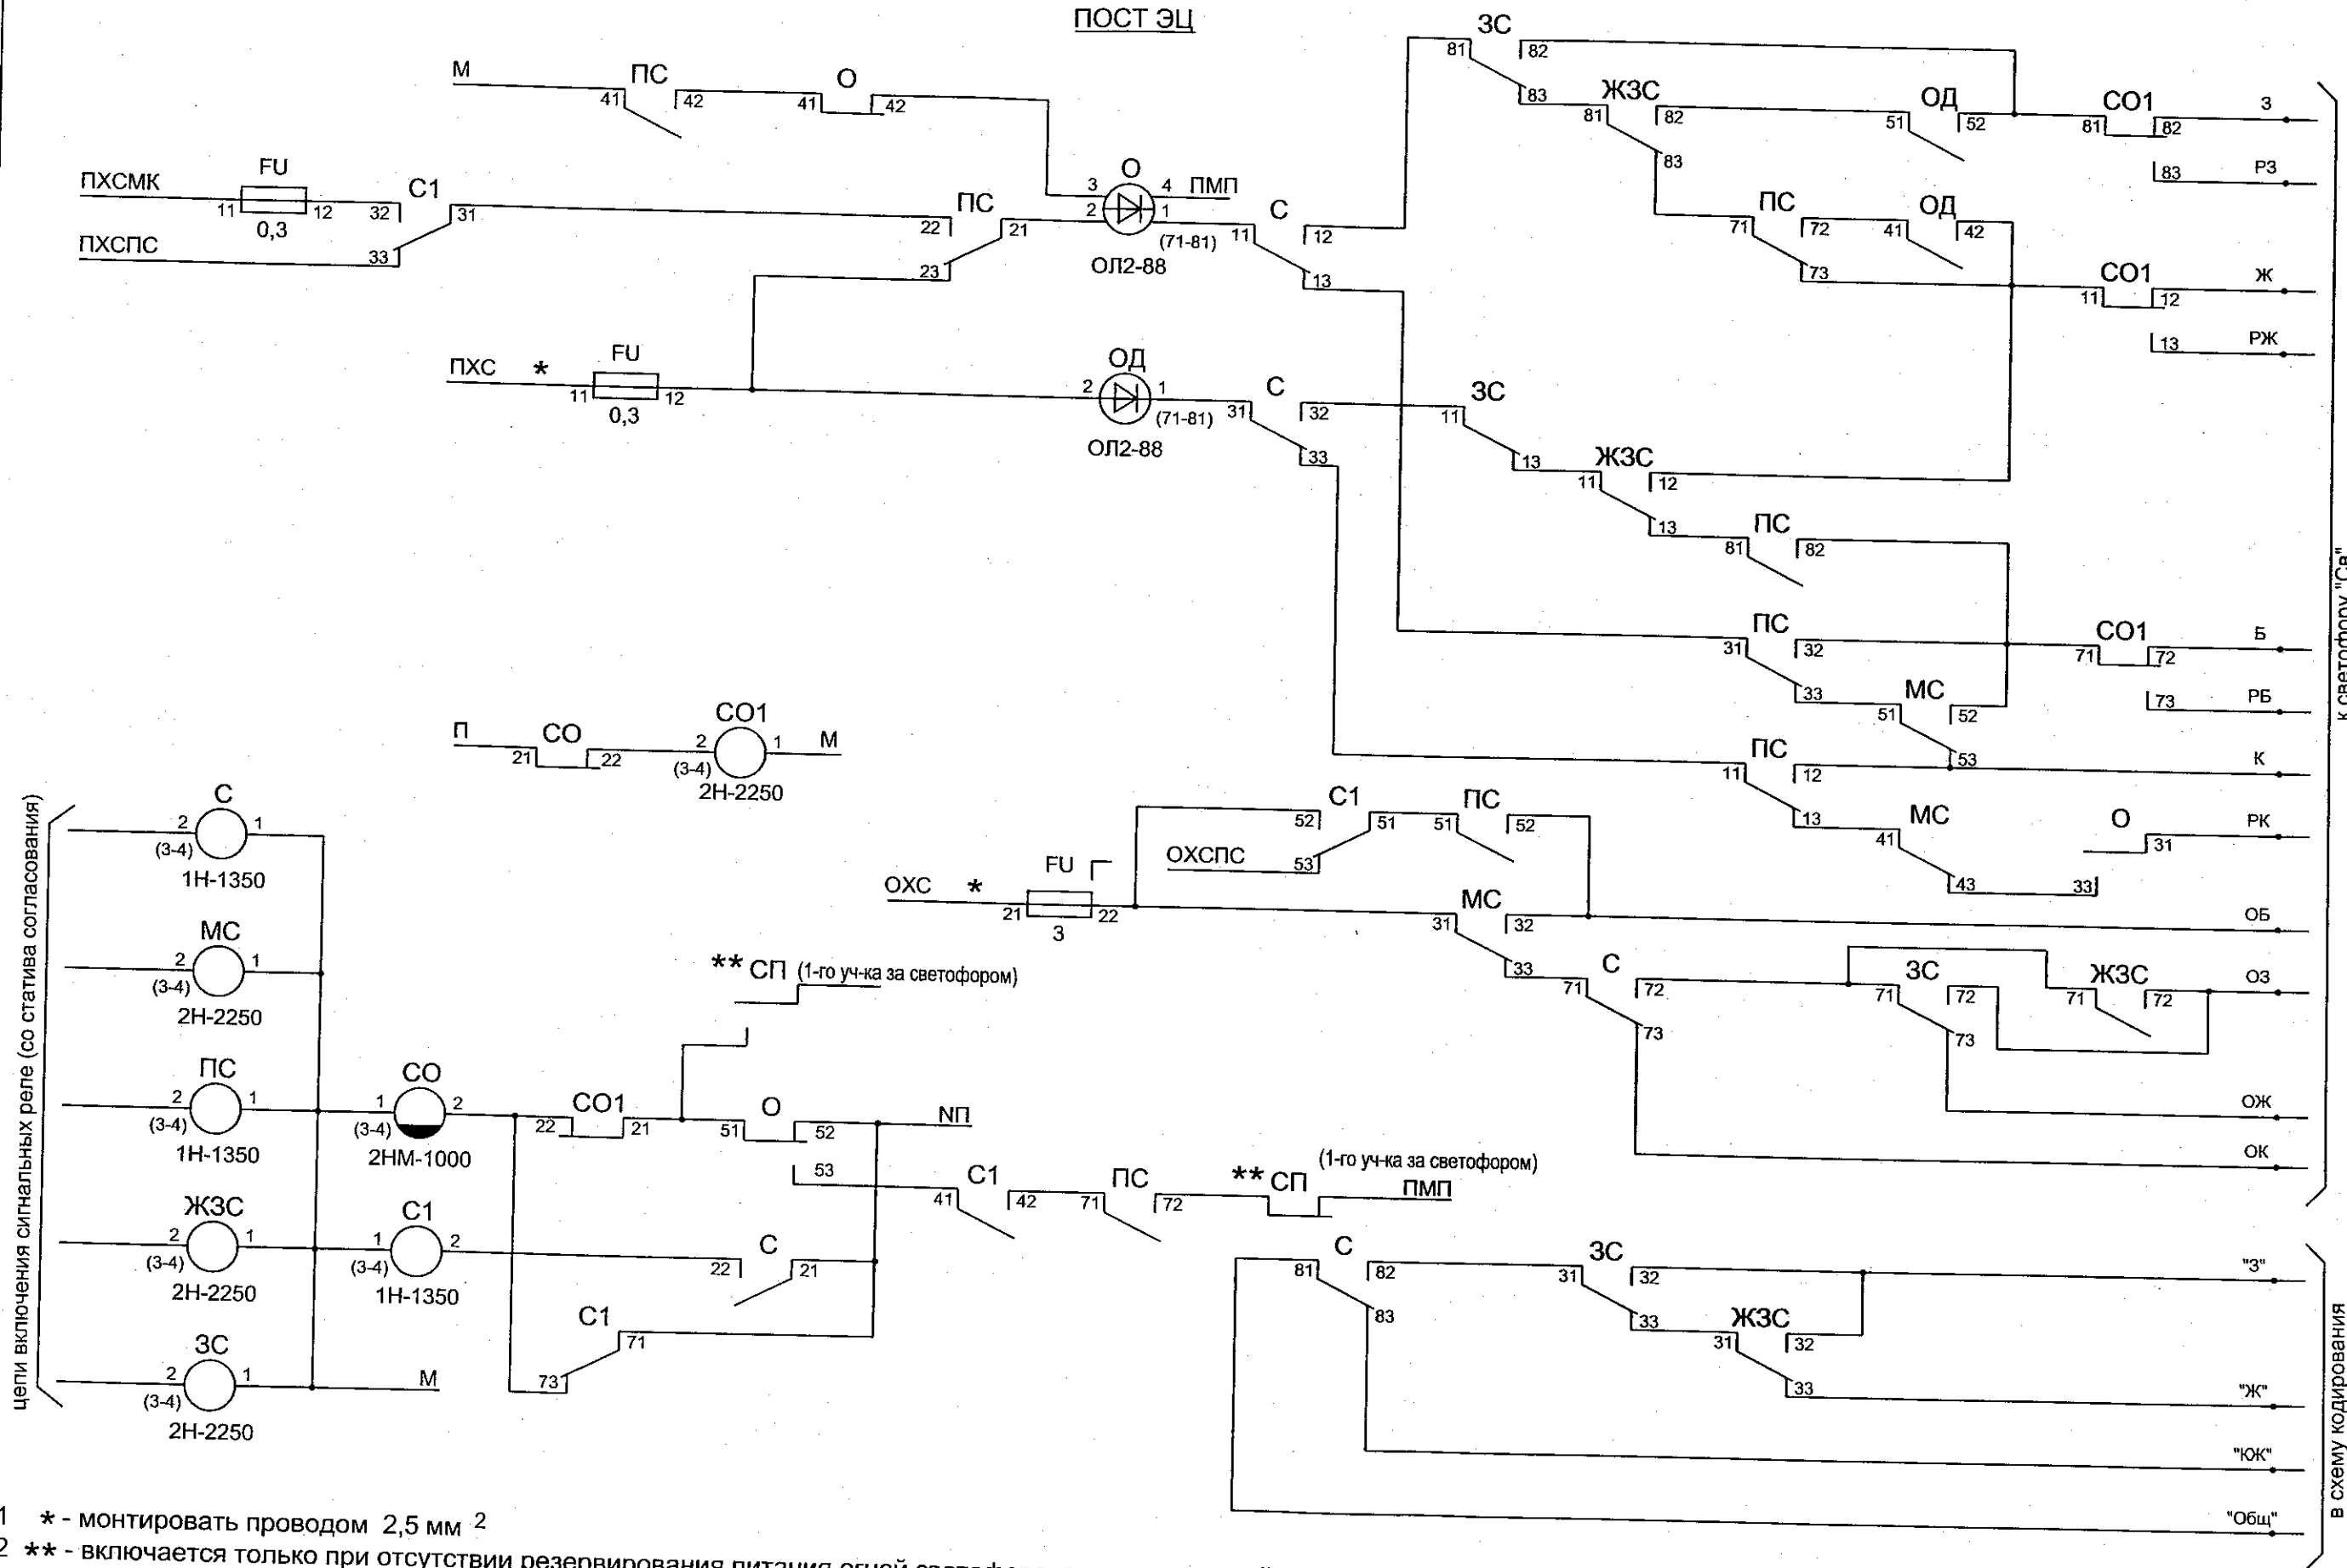 ПОСТ ЭЦ
ЗС
81 82
М ПС О
41 42 41 42
83 ЖЗС ОД СО1 З
81 82 51 52 81 82
FU
ПХСМК
11 12 32 С1 31
0,3
ПХСПС 33
О
3 4 ПМП
2 1
(71-81)
ОЛ2-88
ПС
22 21
23
С
11 12
13
83
83 РЗ
ПС ОД
71 72 41 42
73 СО1 Ж
11 12
13 РЖ
ПХС * FU
11 12
0,3
ОД
2 1
(71-81)
ОЛ2-88
С
31 32
33
ЗС
11
13 ЖЗС
11 12
13 ПС
81 82
ПС СО1 Б
31 32 71 72
33 МС
51 52
53
73 РБ
П СО СО1
21 22 2 1 М
(3-4)
2Н-2250
ПС К
11 12
13 МС О РК
41 31
43 33
С1 ПС
52 51 51 52
ОХСПС 53
ОХС * FU
21 22
3
МС ОБ
31 32
33 С ЗС ЖЗС ОЗ
71 72 71 72 71 72
73 73
ОЖ
ОК
к светофору "Св"
цепи включения сигнальных реле (со статива согласования)
С
2 1
(3-4)
1Н-1350
МС
2 1
(3-4)
2Н-2250
** СП (1-го уч-ка за светофором)
ПС
2 1
(3-4)
1Н-1350
СО
1 2
(3-4)
2НМ-1000
СО1 О
22 21 51 52 NП
53 С1 ПС ** СП (1-го уч-ка за светофором)
41 42 71 72 ПМП
ЖЗС
2 1
(3-4)
2Н-2250
С1
1 2
(3-4)
1Н-1350
С
22 21
С1
71
73
ЗС
2 1 М
(3-4)
2Н-2250
С ЗС "З"
81 82 31 32
83 33 ЖЗС
31 32
33 "Ж"
"КЖ"
"Общ"
в схему кодирования
1 * - монтировать проводом 2,5 мм 2
2 ** - включается только при отсутствии резервирования питания огней